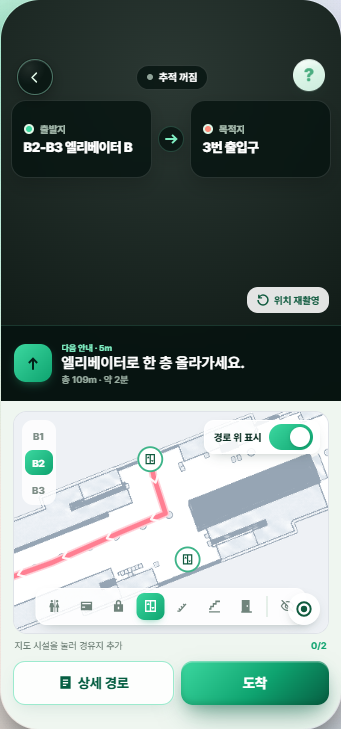 추적 꺼짐
?
출발지
B2-B3 엘리베이터 B
목적지
3번 출입구
위치 재촬영
다음 안내 · 5m
엘리베이터로 한 층 올라가세요.
총 109m · 약 2분
B1
B2
B3
경로 위 표시
지도 시설을 눌러 경유지 추가
0/2
상세 경로
도착